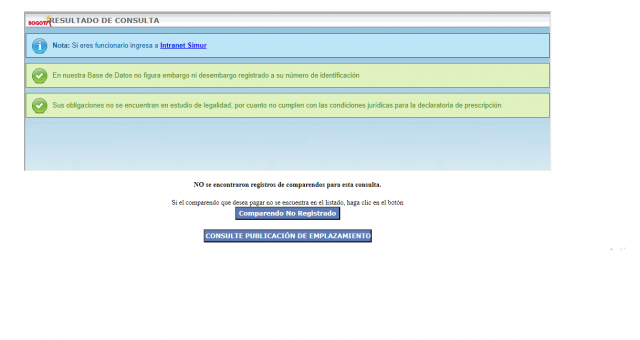 BOGOTÁ RESULTADO DE CONSULTA
Nota: Si eres funcionario ingresa a Intranet Simur
En nuestra Base de Datos no figura embargo ni desembargo registrado a su número de identificación
Sus obligaciones no se encuentran en estudio de legalidad, por cuanto no cumplen con las condiciones jurídicas para la declaratoria de prescripción
NO se encontraron registros de comparendos para esta consulta.
Si el comparendo que desea pagar no se encuentra en el listado, haga clic en el botón
Comparendo No Registrado
CONSULTE PUBLICACIÓN DE EMPLAZAMIENTO